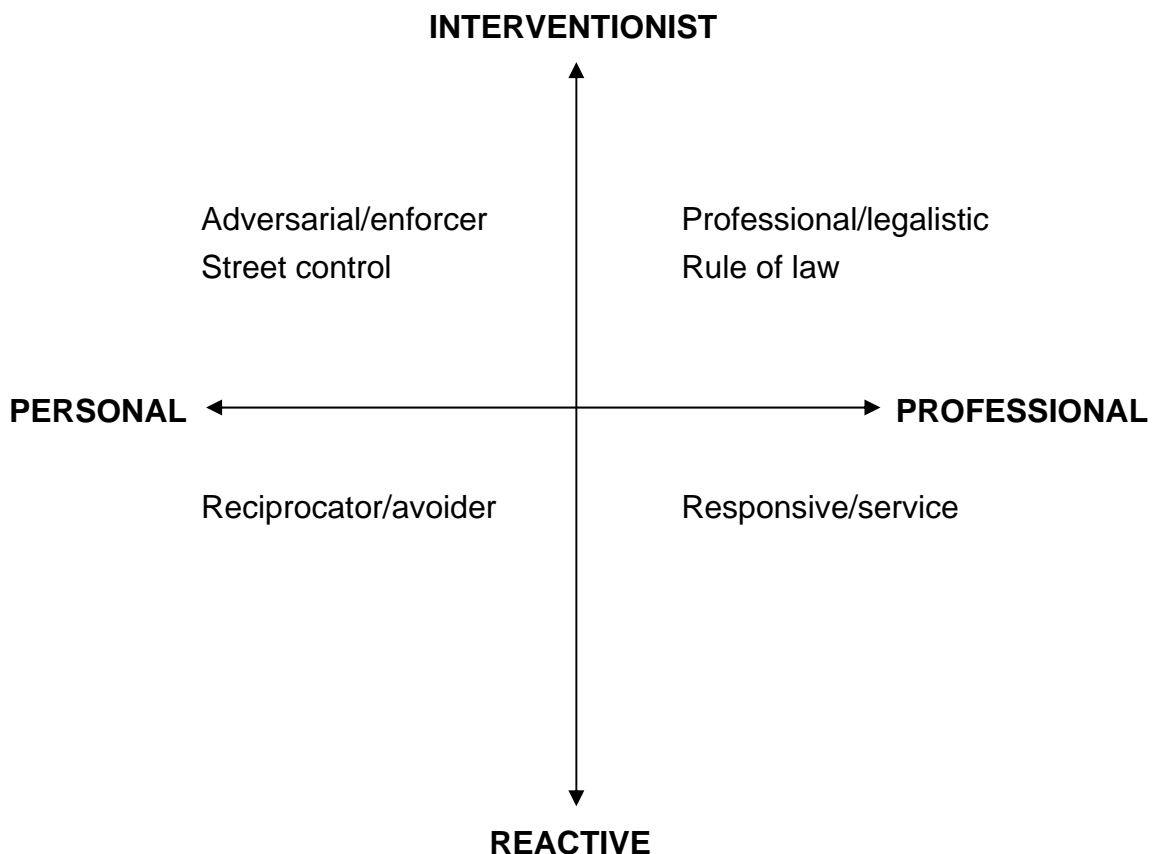 INTERVENTIONIST
Adversarial/enforcer
Street control
Professional/legalistic
Rule of law
PERSONAL
PROFESSIONAL
Reciprocator/avoider
Responsive/service
REACTIVE